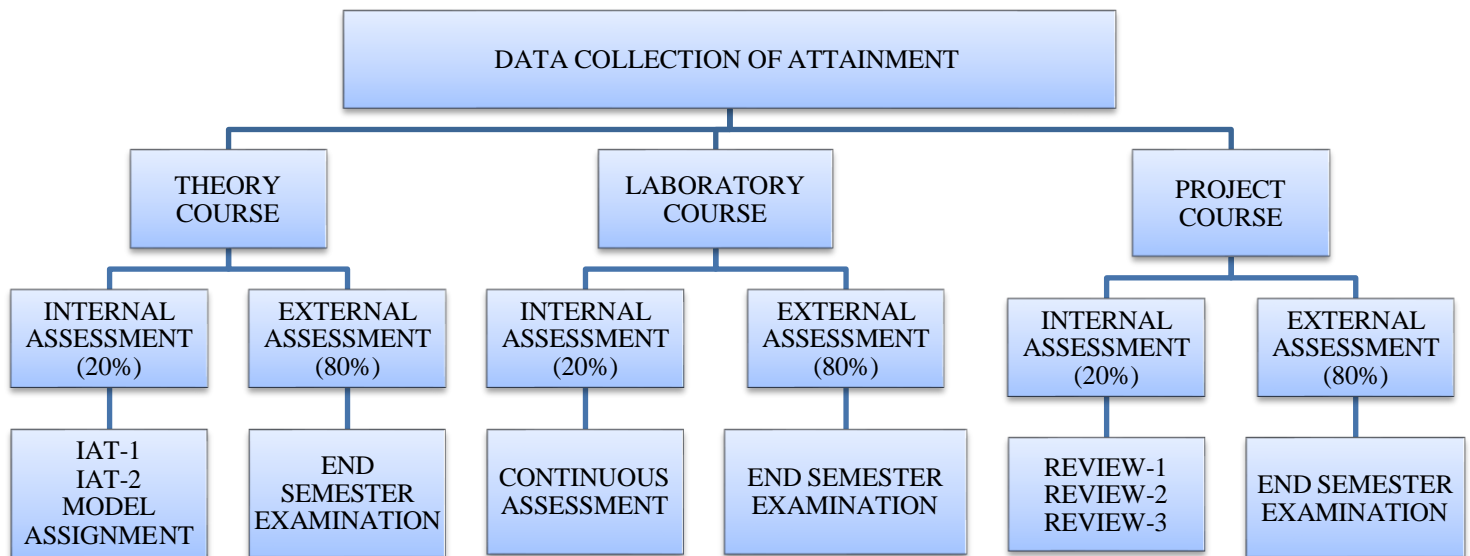 DATA COLLECTION OF ATTAINMENT
THEORY
COURSE
LABORATORY
COURSE
PROJECT
COURSE
INTERNAL
ASSESSMENT
(20%)
EXTERNAL
ASSESSMENT
(80%)
INTERNAL
ASSESSMENT
(20%)
EXTERNAL
ASSESSMENT
(80%)
INTERNAL
ASSESSMENT
(20%)
EXTERNAL
ASSESSMENT
(80%)
IAT-1
IAT-2
MODEL
ASSIGNMENT
END
SEMESTER
EXAMINATION
CONTINUOUS
ASSESSMENT
END SEMESTER
EXAMINATION
REVIEW-1
REVIEW-2
REVIEW-3
END SEMESTER
EXAMINATION